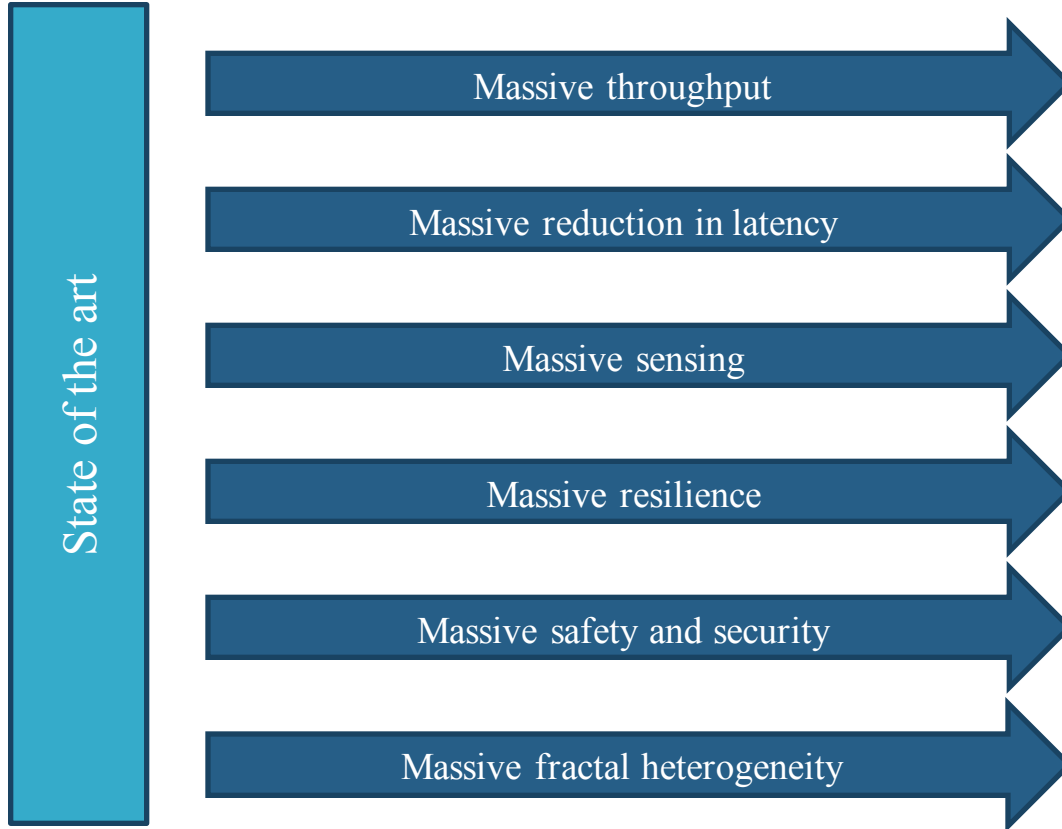 State of the art
Massive throughput
Massive reduction in latency
Massive sensing
Massive resilience
Massive safety and security
Massive fractal heterogeneity